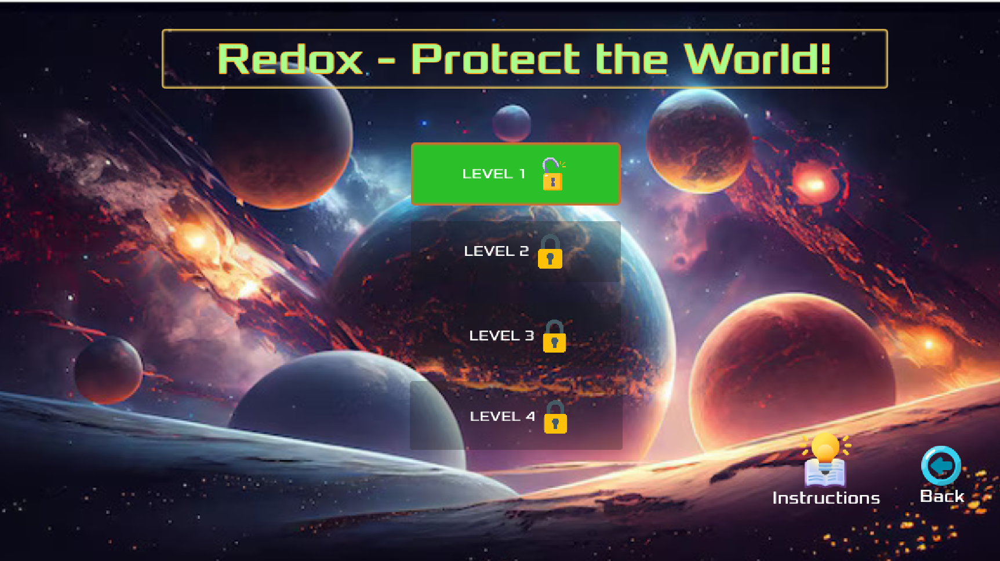 Redox - Protect the World!
LEVEL 1
LEVEL 2
LEVEL 3
LEVEL 4
Instructions
Back